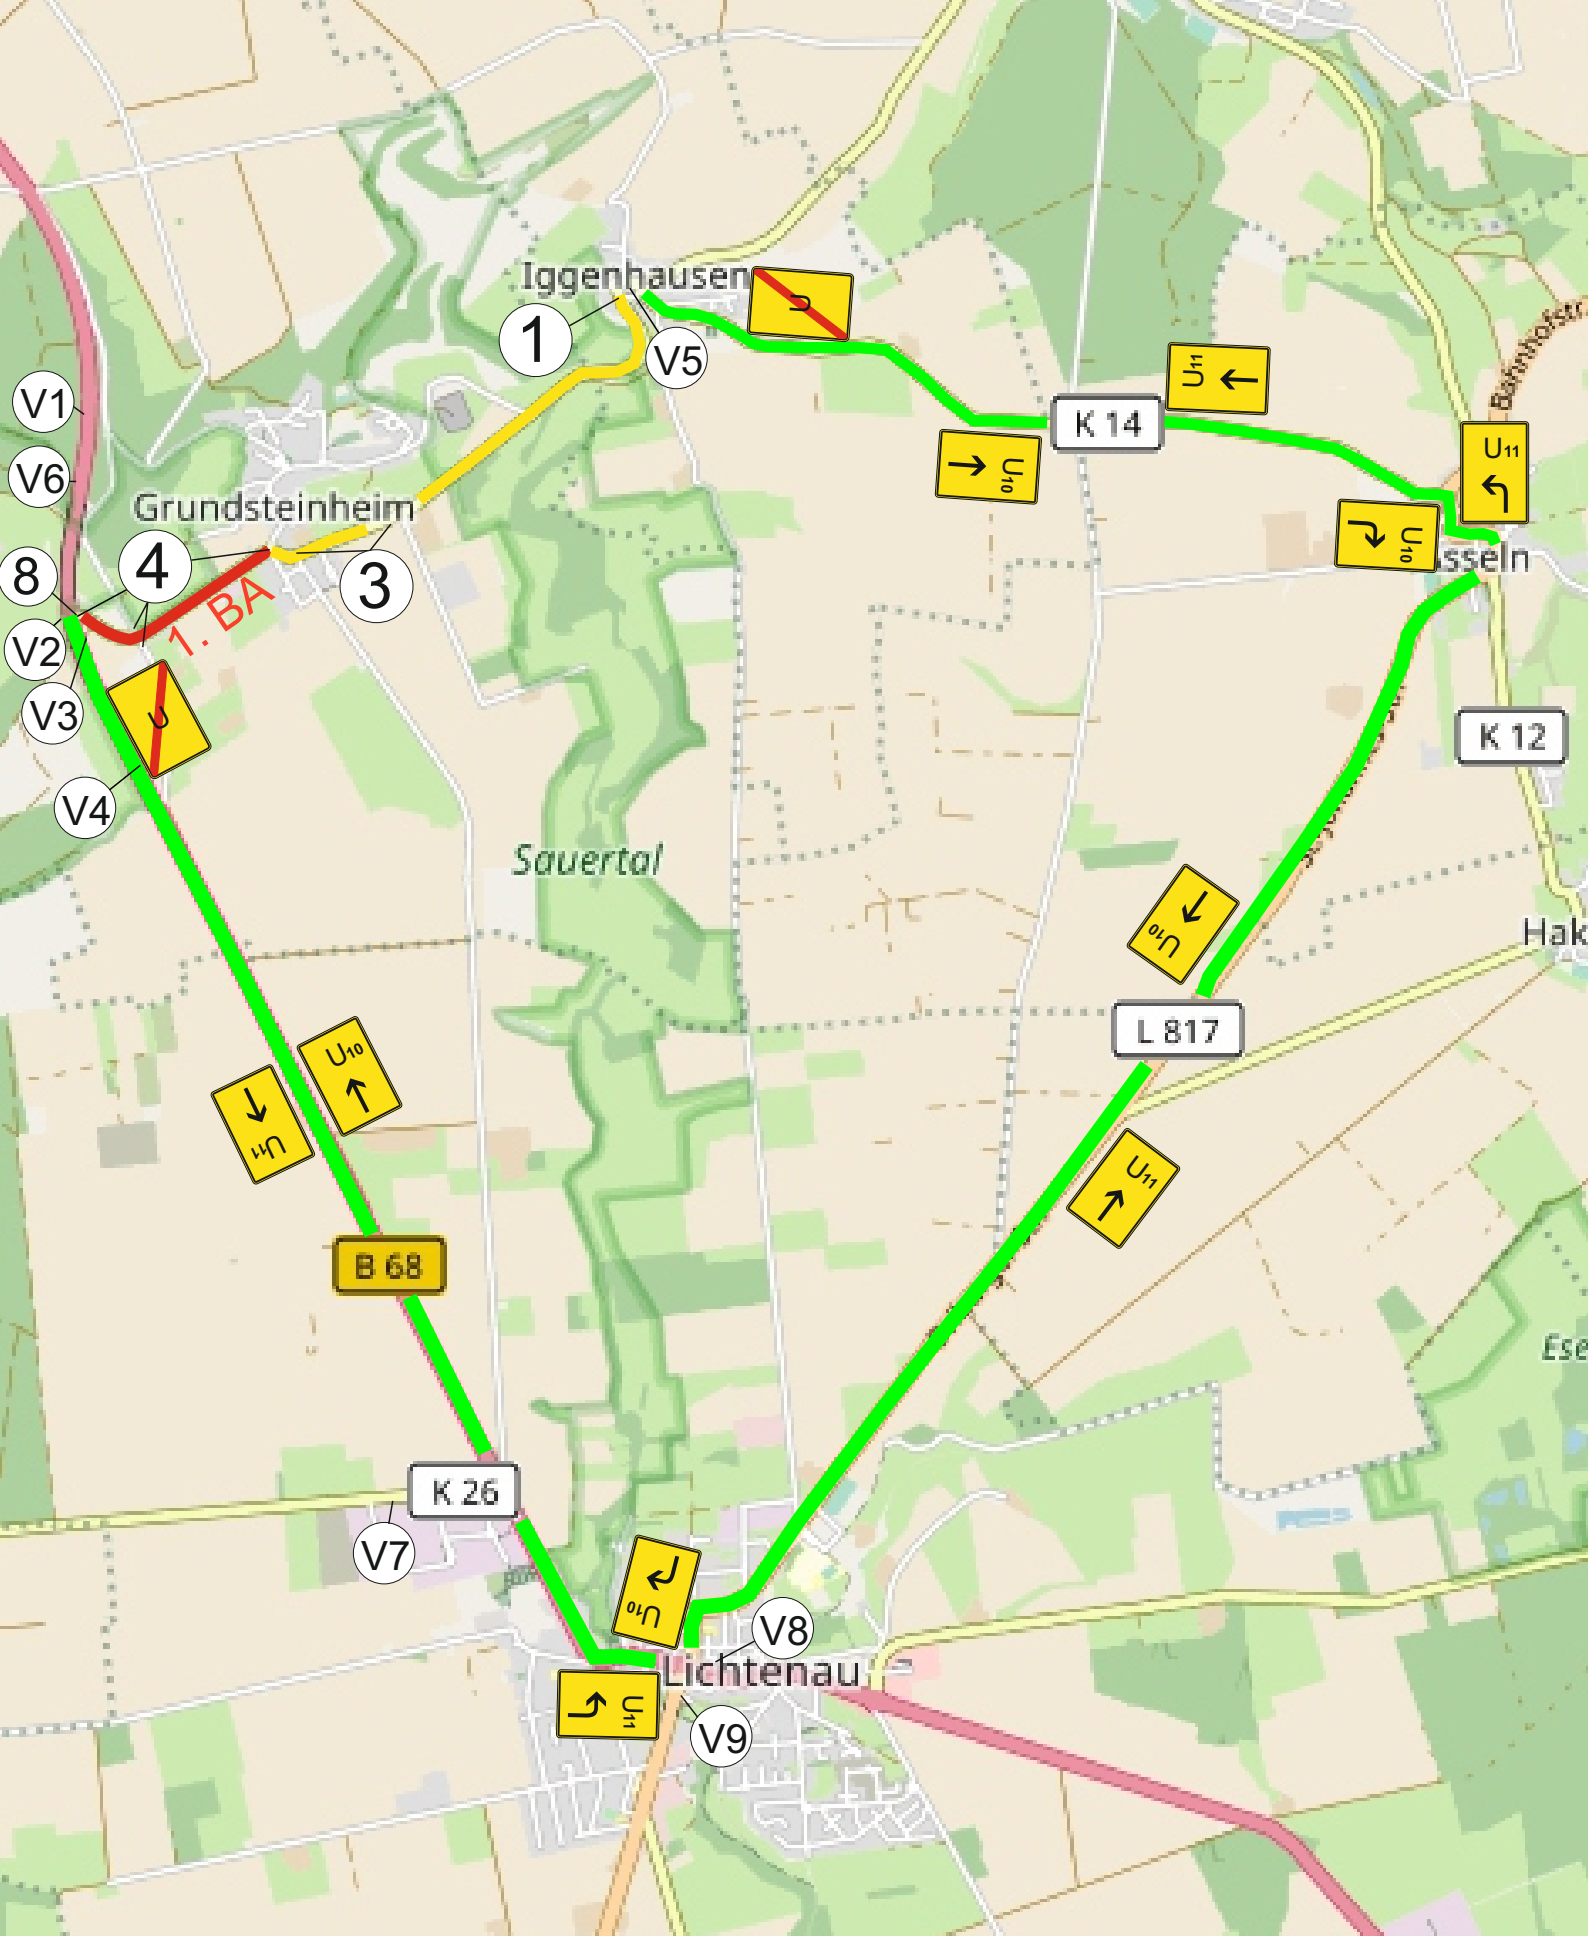 Iggenhausen
U
1
V5
U11
Bahnhofstr.
V1
K 14
U11
V6
U10
Grundsteinheim
U10
sseln
4
8
3
1. BA
V2
V3
U
K 12
V4
Sauertal
U10
Hak
L 817
U10
U11
U11
B 68
Ese
K 26
V7
U10
V8
Lichtenau
U11
V9